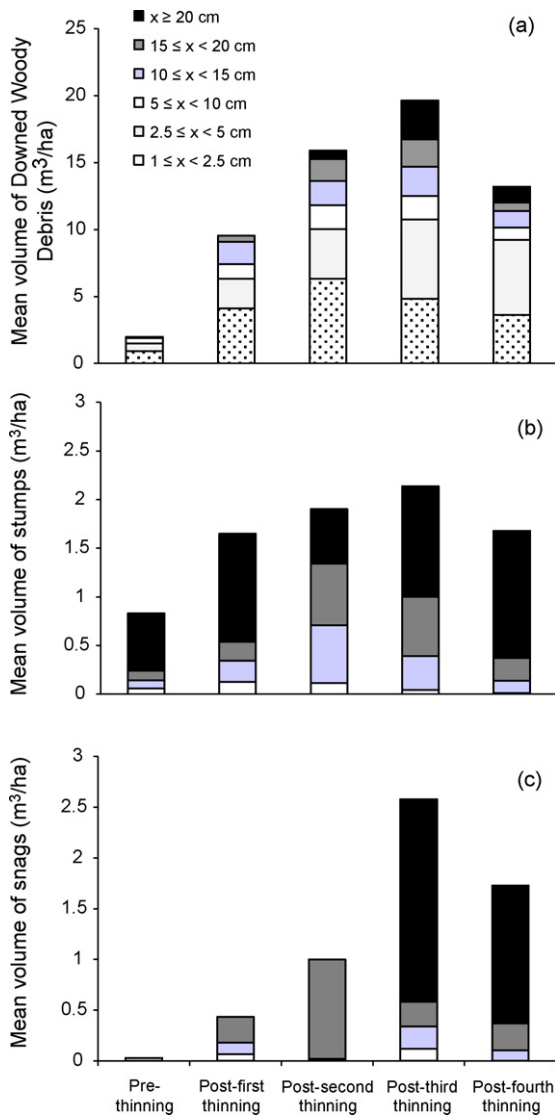 (a)
x ≥ 20 cm
15 ≤ x < 20 cm
10 ≤ x < 15 cm
5 ≤ x < 10 cm
2.5 ≤ x < 5 cm
1 ≤ x < 2.5 cm
Mean volume of Downed Woody
Debris (m³/ha)
25
20
15
10
5
0
(b)
Mean volume of stumps (m³/ha)
3
2.5
2
1.5
1
0.5
0
(c)
Mean volume of snags (m³/ha)
3
2.5
2
1.5
1
0.5
0
Pre-
thinning
Post-first
thinning
Post-second
thinning
Post-third
thinning
Post-fourth
thinning